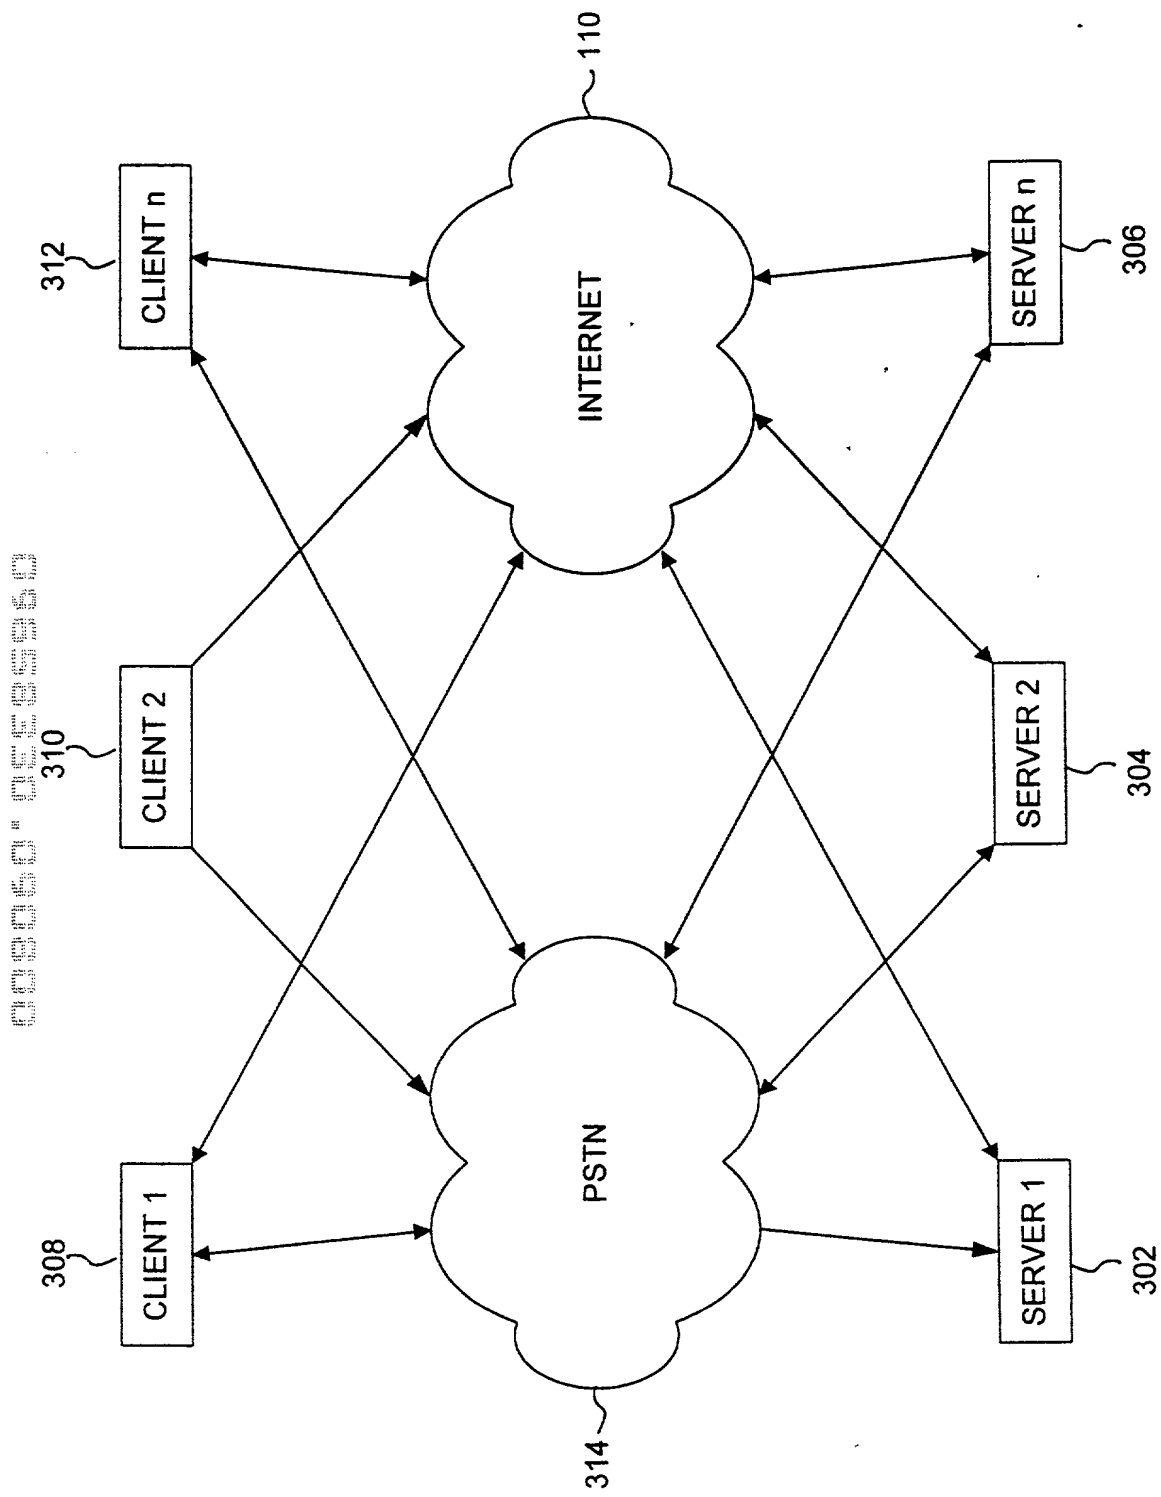 308
CLIENT 1
310
CLIENT 2
312
CLIENT n
314
PSTN
INTERNET
110
SERVER 1
302
SERVER 2
304
SERVER n
306